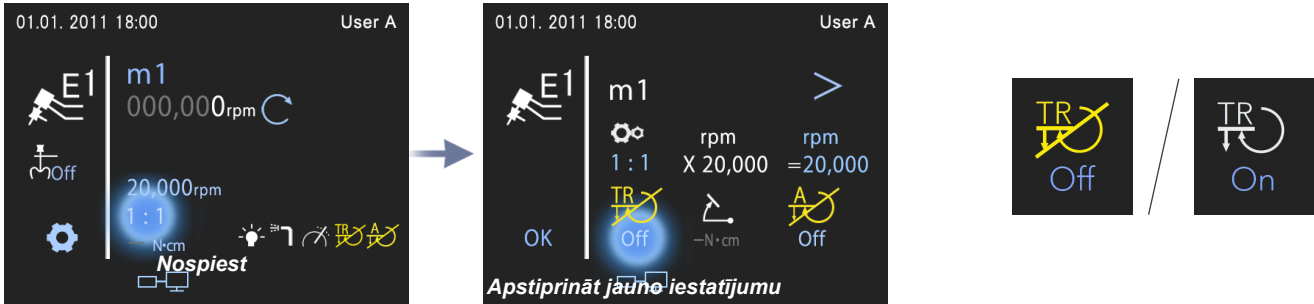 01.01. 2011 18:00 User A
E1
m1
000,000rpm
Off
20,000rpm
1 : 1
N•cm
TR A
Nospiest
01.01. 2011 18:00 User A
E1
m1 >
rpm rpm
1 : 1 X 20,000 =20,000
TR A
OK Off –N•cm Off
Apstiprināt jauno iestatījumu
TR / TR
Off On